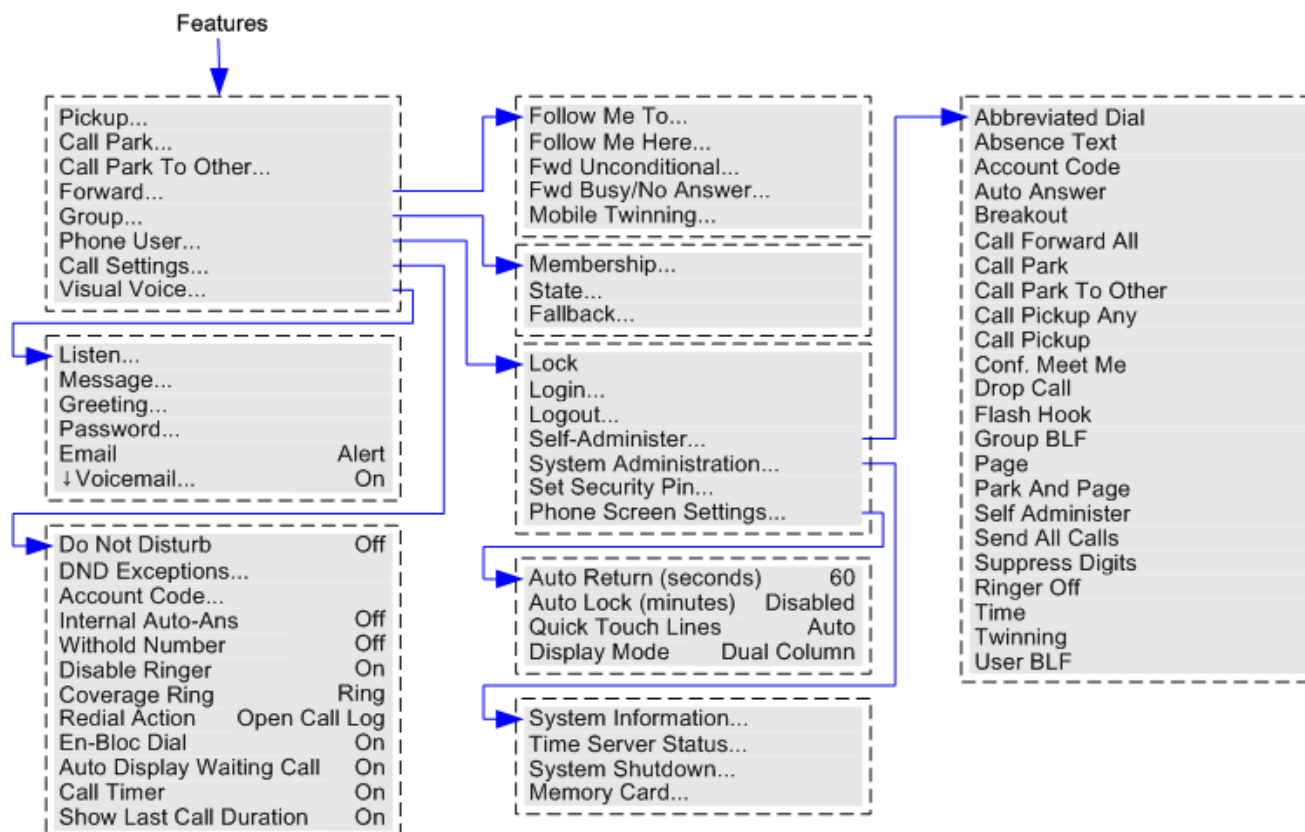 Features
Pickup...
Call Park...
Call Park To Other...
Forward...
Group...
Phone User...
Call Settings...
Visual Voice...
Listen...
Message...
Greeting...
Password...
Email Alert
↓Voicemail... On
Do Not Disturb Off
DND Exceptions...
Account Code...
Internal Auto-Ans Off
Withold Number Off
Disable Ringer On
Coverage Ring Ring
Redial Action Open Call Log
En-Bloc Dial On
Auto Display Waiting Call On
Call Timer On
Show Last Call Duration On
Follow Me To...
Follow Me Here...
Fwd Unconditional...
Fwd Busy/No Answer...
Mobile Twinning...
Membership...
State...
Fallback...
Lock
Login...
Logout...
Self-Administer...
System Administration...
Set Security Pin...
Phone Screen Settings...
Auto Return (seconds) 60
Auto Lock (minutes) Disabled
Quick Touch Lines Auto
Display Mode Dual Column
System Information...
Time Server Status...
System Shutdown...
Memory Card...
Abbreviated Dial
Absence Text
Account Code
Auto Answer
Breakout
Call Forward All
Call Park
Call Park To Other
Call Pickup Any
Call Pickup
Conf. Meet Me
Drop Call
Flash Hook
Group BLF
Page
Park And Page
Self Administer
Send All Calls
Suppress Digits
Ringer Off
Time
Twinning
User BLF